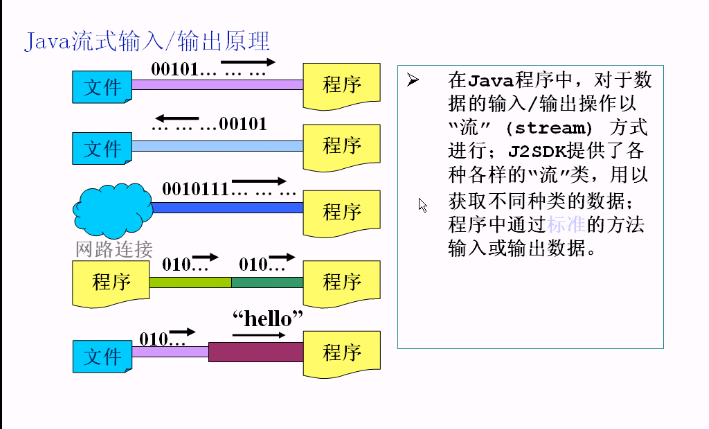 Java流式输入/输出原理
00101… … …
文件
程序
… … …00101
文件
程序
0010111… … …
程序
网路连接
010…
010…
程序
程序
“hello”
010…
文件
程序
➢ 在Java程序中，对于数
据的输入/输出操作以
“流”（stream）方式
进行；J2SDK提供了各
种各样的“流”类，用以
获取不同种类的数据；
程序中通过标准的方法
输入或输出数据。